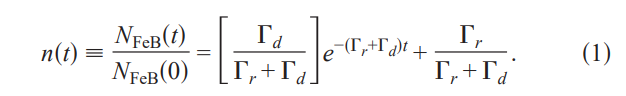 n(t) ≡ N_FeB(t) / N_FeB(0) = [Γ_d / (Γ_r + Γ_d)] e^{-(Γ_r+Γ_d)t} + Γ_r / (Γ_r + Γ_d). (1)